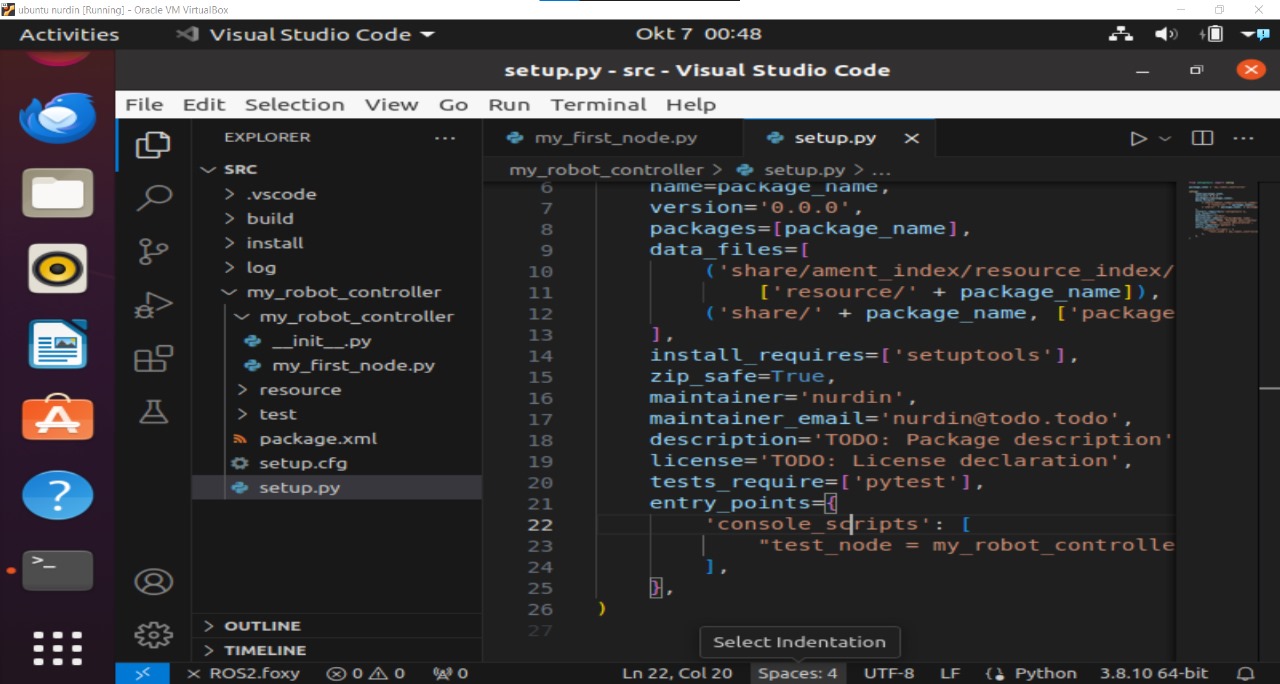 ubuntu nurdin [Running] - Oracle VM VirtualBox
Activities
Visual Studio Code
Okt 7 00:48
setup.py - src - Visual Studio Code
File Edit Selection View Go Run Terminal Help
EXPLORER
SRC
.vscode
build
install
log
my_robot_controller
my_robot_controller
__init__.py
my_first_node.py
resource
test
package.xml
setup.cfg
setup.py
OUTLINE
TIMELINE
my_first_node.py
setup.py
my_robot_controller > setup.py > ...
6 name=package_name,
7 version='0.0.0',
8 packages=[package_name],
9 data_files=[
10 ('share/ament_index/resource_index/
11 ['resource/' + package_name]),
12 ('share/' + package_name, ['package
13 ],
14 install_requires=['setuptools'],
15 zip_safe=True,
16 maintainer='nurdin',
17 maintainer_email='nurdin@todo.todo',
18 description='TODO: Package description'
19 license='TODO: License declaration',
20 tests_require=['pytest'],
21 entry_points={
22 'console_scripts': [
23 "test_node = my_robot_controlle
24 ],
25 },
26 )
27
Select Indentation
ROS2.foxy 0 0 0 Ln 22, Col 20 Spaces: 4 UTF-8 LF Python 3.8.10 64-bit